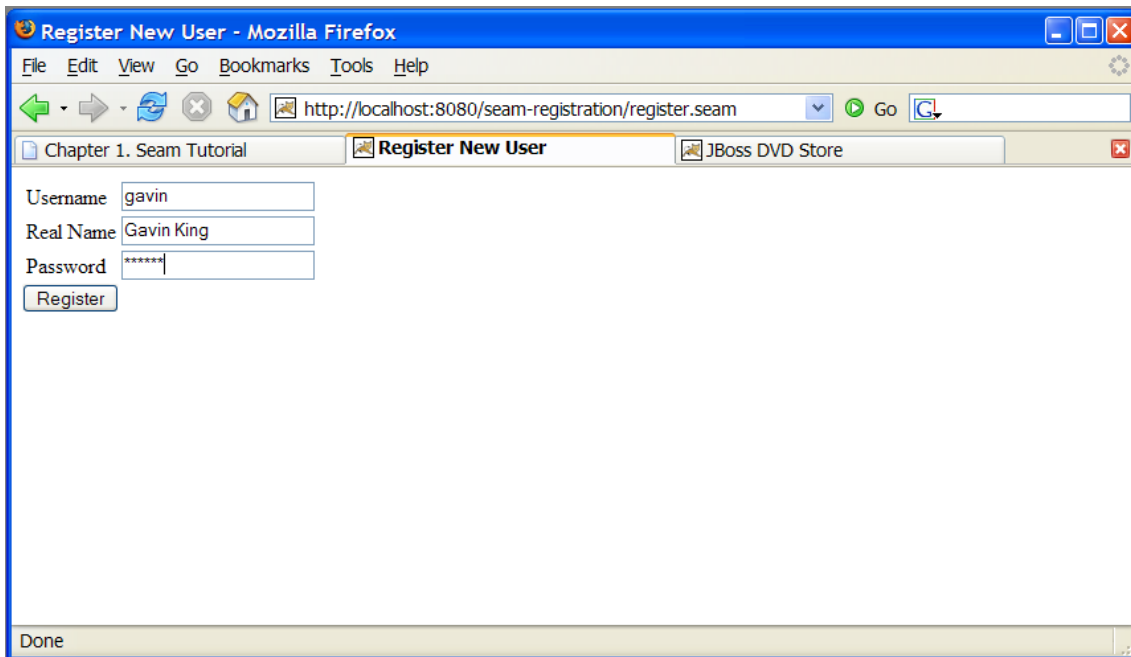 Register New User - Mozilla Firefox
File Edit View Go Bookmarks Tools Help
http://localhost:8080/seam-registration/register.seam Go G
Chapter 1. Seam Tutorial Register New User JBoss DVD Store
Username gavin
Real Name Gavin King
Password ******
Register
Done